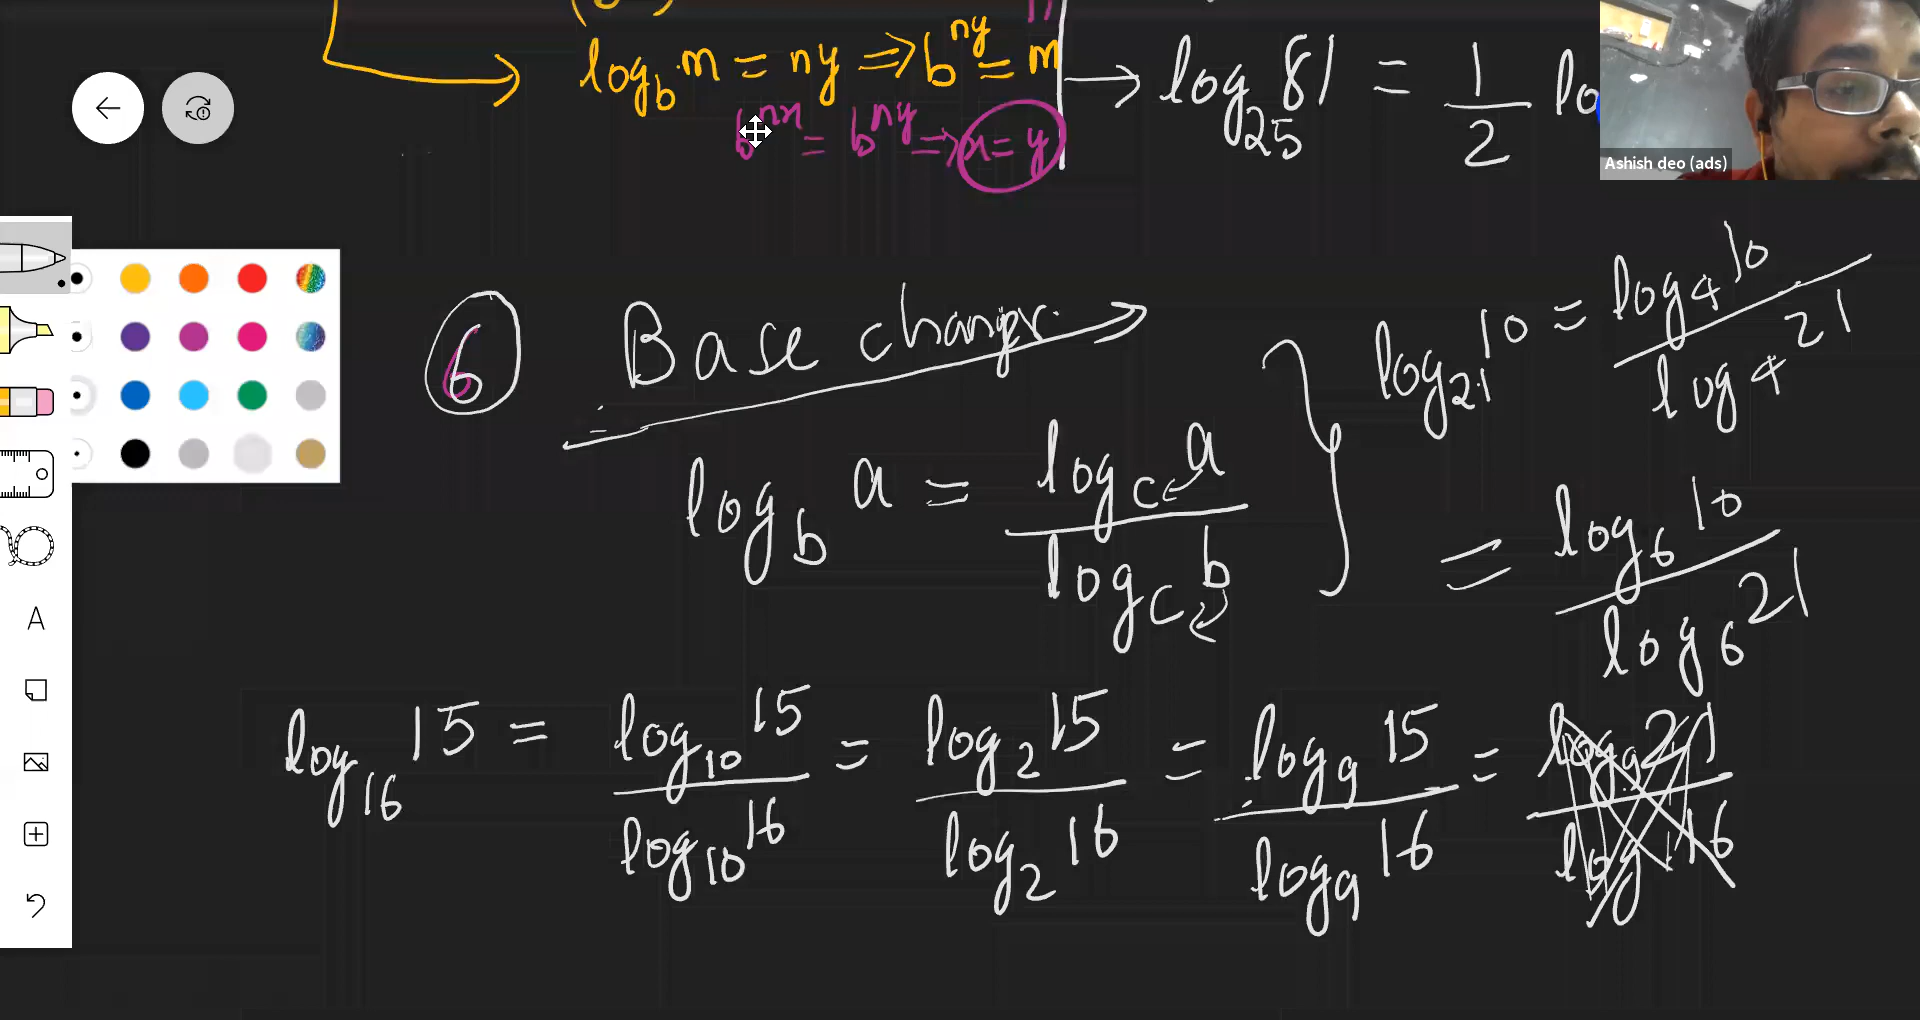 log_b m = ny => b^ny = m
b^nx = b^ny => x = y
→ log_25 81 = 1/2 lo
Ashish deo (ads)
6 Base change
log_b a = log_c a / log_c b
log_21 10 = log_4 10 / log_4 21
= log_6 10 / log_6 21
log_16 15 = log_10 15 / log_10 16 = log_2 15 / log_2 16 = log_9 15 / log_9 16 =
A